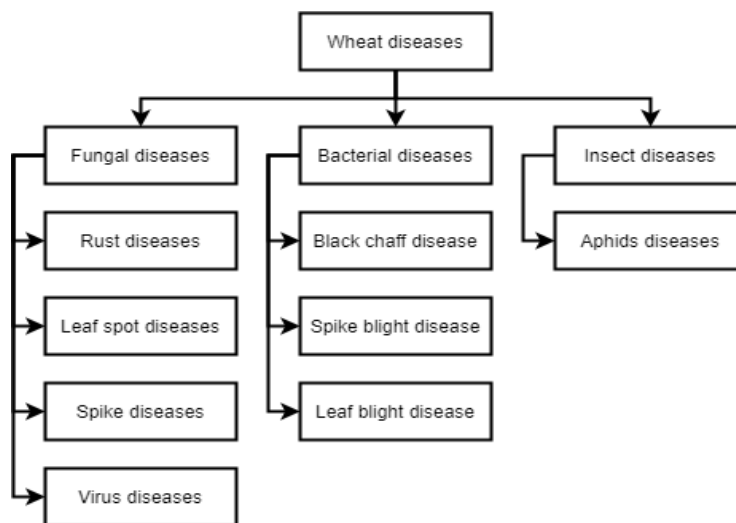 Wheat diseases
Fungal diseases
Bacterial diseases
Insect diseases
Rust diseases
Black chaff disease
Aphids diseases
Leaf spot diseases
Spike blight disease
Spike diseases
Leaf blight disease
Virus diseases